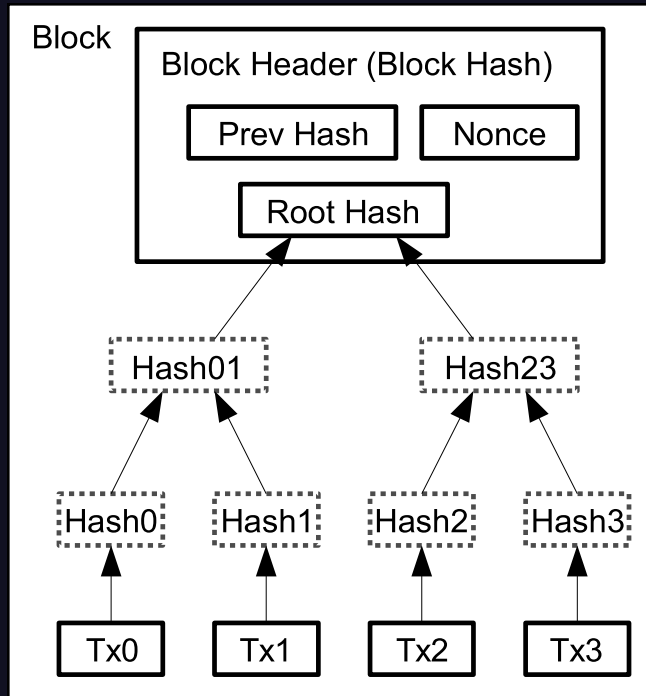 Block
Block Header (Block Hash)
Prev Hash Nonce
Root Hash
Hash01 Hash23
Hash0 Hash1 Hash2 Hash3
Tx0 Tx1 Tx2 Tx3